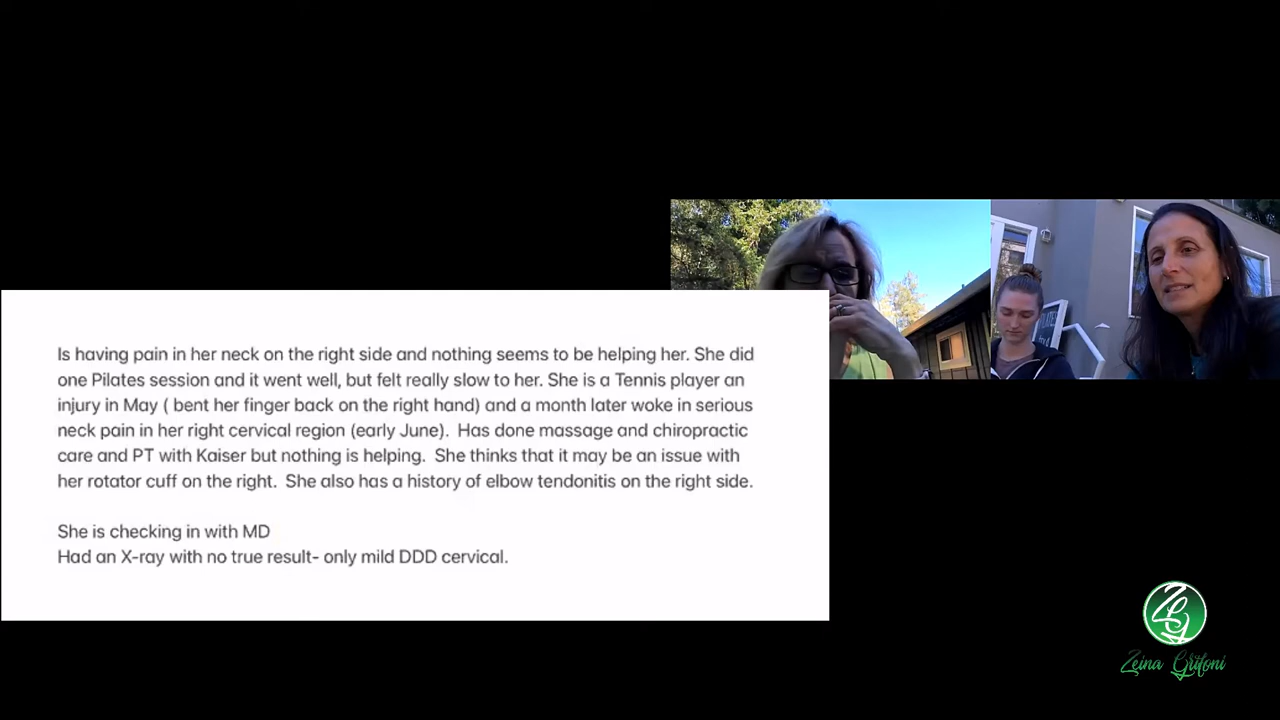 Is having pain in her neck on the right side and nothing seems to be helping her. She did
one Pilates session and it went well, but felt really slow to her. She is a Tennis player an
injury in May ( bent her finger back on the right hand) and a month later woke in serious
neck pain in her right cervical region (early June). Has done massage and chiropractic
care and PT with Kaiser but nothing is helping. She thinks that it may be an issue with
her rotator cuff on the right. She also has a history of elbow tendonitis on the right side.
She is checking in with MD
Had an X-ray with no true result- only mild DDD cervical.
ZG
Zeina Grifoni